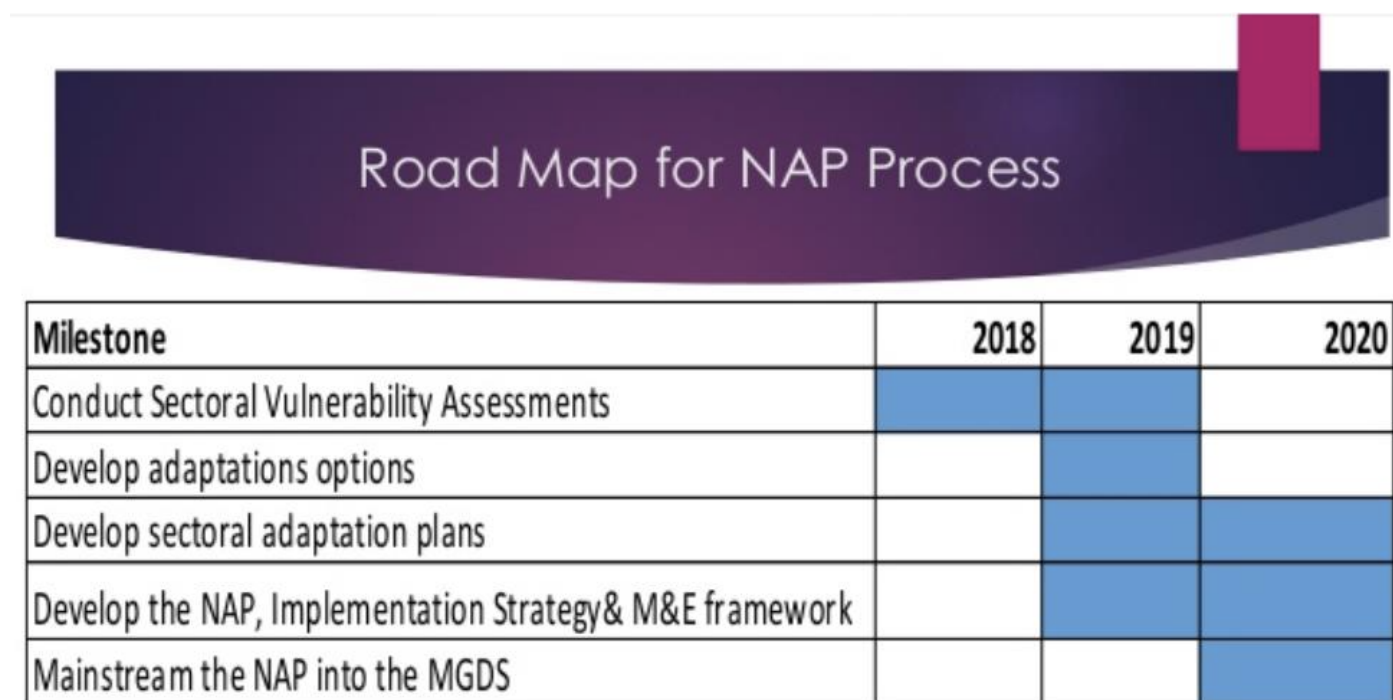 Road Map for NAP Process
Milestone 2018 2019 2020
Conduct Sectoral Vulnerability Assessments
Develop adaptations options
Develop sectoral adaptation plans
Develop the NAP, Implementation Strategy& M&E framework
Mainstream the NAP into the MGDS